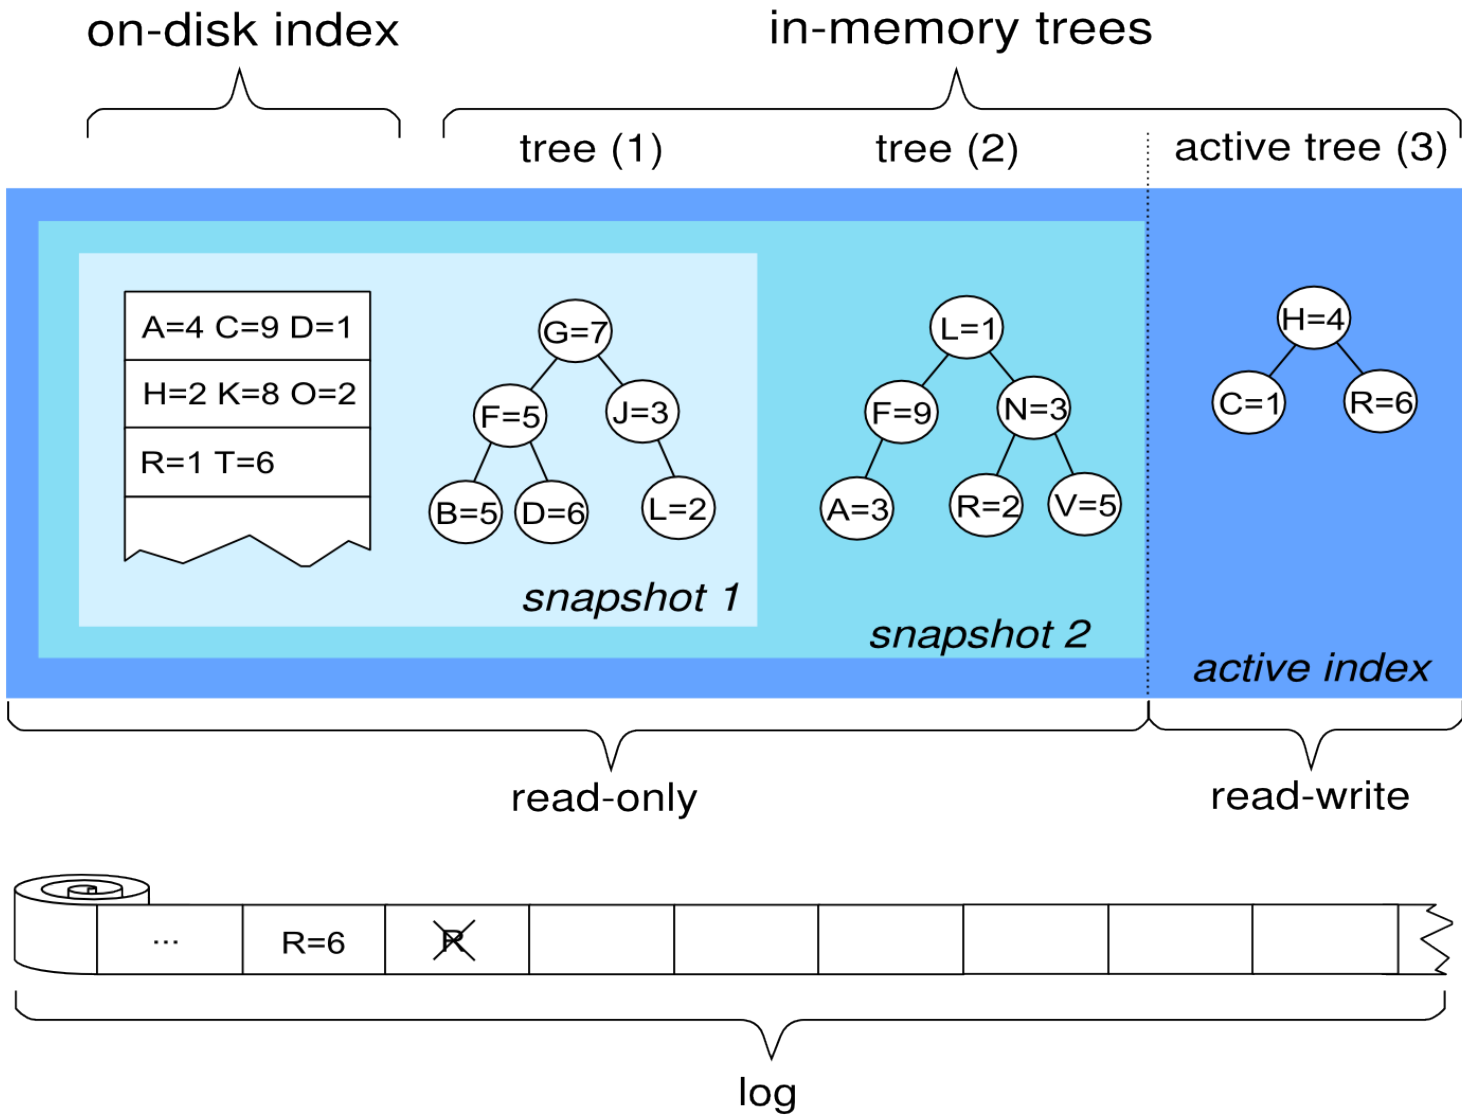 on-disk index
in-memory trees
tree (1)
tree (2)
active tree (3)
A=4 C=9 D=1
H=2 K=8 O=2
R=1 T=6
G=7
F=5
J=3
B=5
D=6
L=2
snapshot 1
L=1
F=9
N=3
A=3
R=2
V=5
snapshot 2
H=4
C=1
R=6
active index
read-only
read-write
...
R=6
R
log